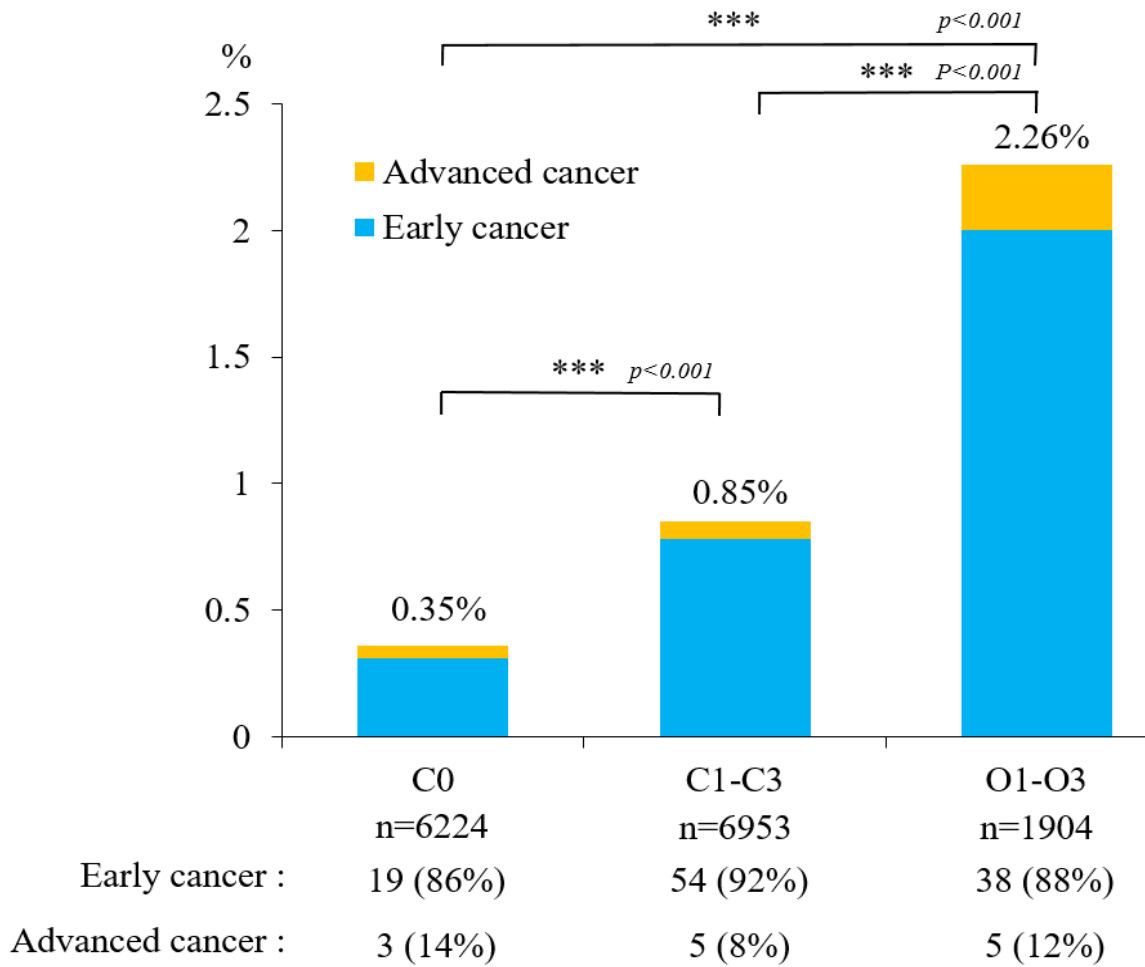 *** p<0.001
%
*** P<0.001
2.5
2.26%
Advanced cancer
Early cancer
2
1.5
*** p<0.001
1
0.85%
0.5
0.35%
0
C0 C1-C3 O1-O3
n=6224 n=6953 n=1904
Early cancer : 19 (86%) 54 (92%) 38 (88%)
Advanced cancer : 3 (14%) 5 (8%) 5 (12%)